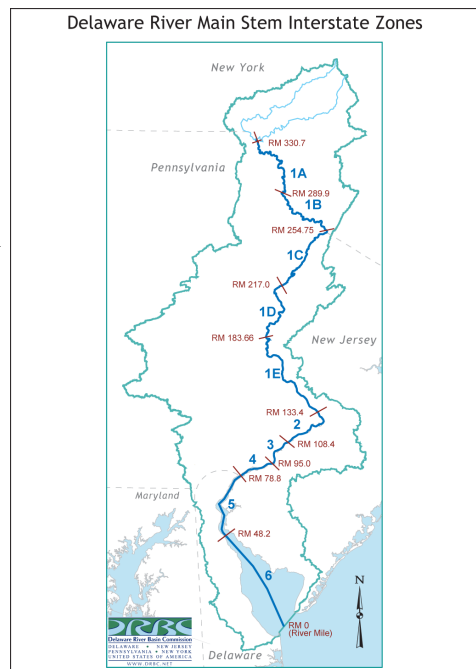 Delaware River Main Stem Interstate Zones
New York
RM 330.7
Pennsylvania
1A
RM 289.9
1B
RM 254.75
1C
RM 217.0
1D
New Jersey
RM 183.66
1E
RM 133.4
2
3
RM 108.4
4
RM 95.0
RM 78.8
Maryland
5
RM 48.2
6
N
RM 0
(River Mile)
DRBC
Delaware River Basin Commission
DELAWARE • NEW JERSEY
PENNSYLVANIA • NEW YORK
UNITED STATES OF AMERICA
WWW.DRBC.NET
Delaware